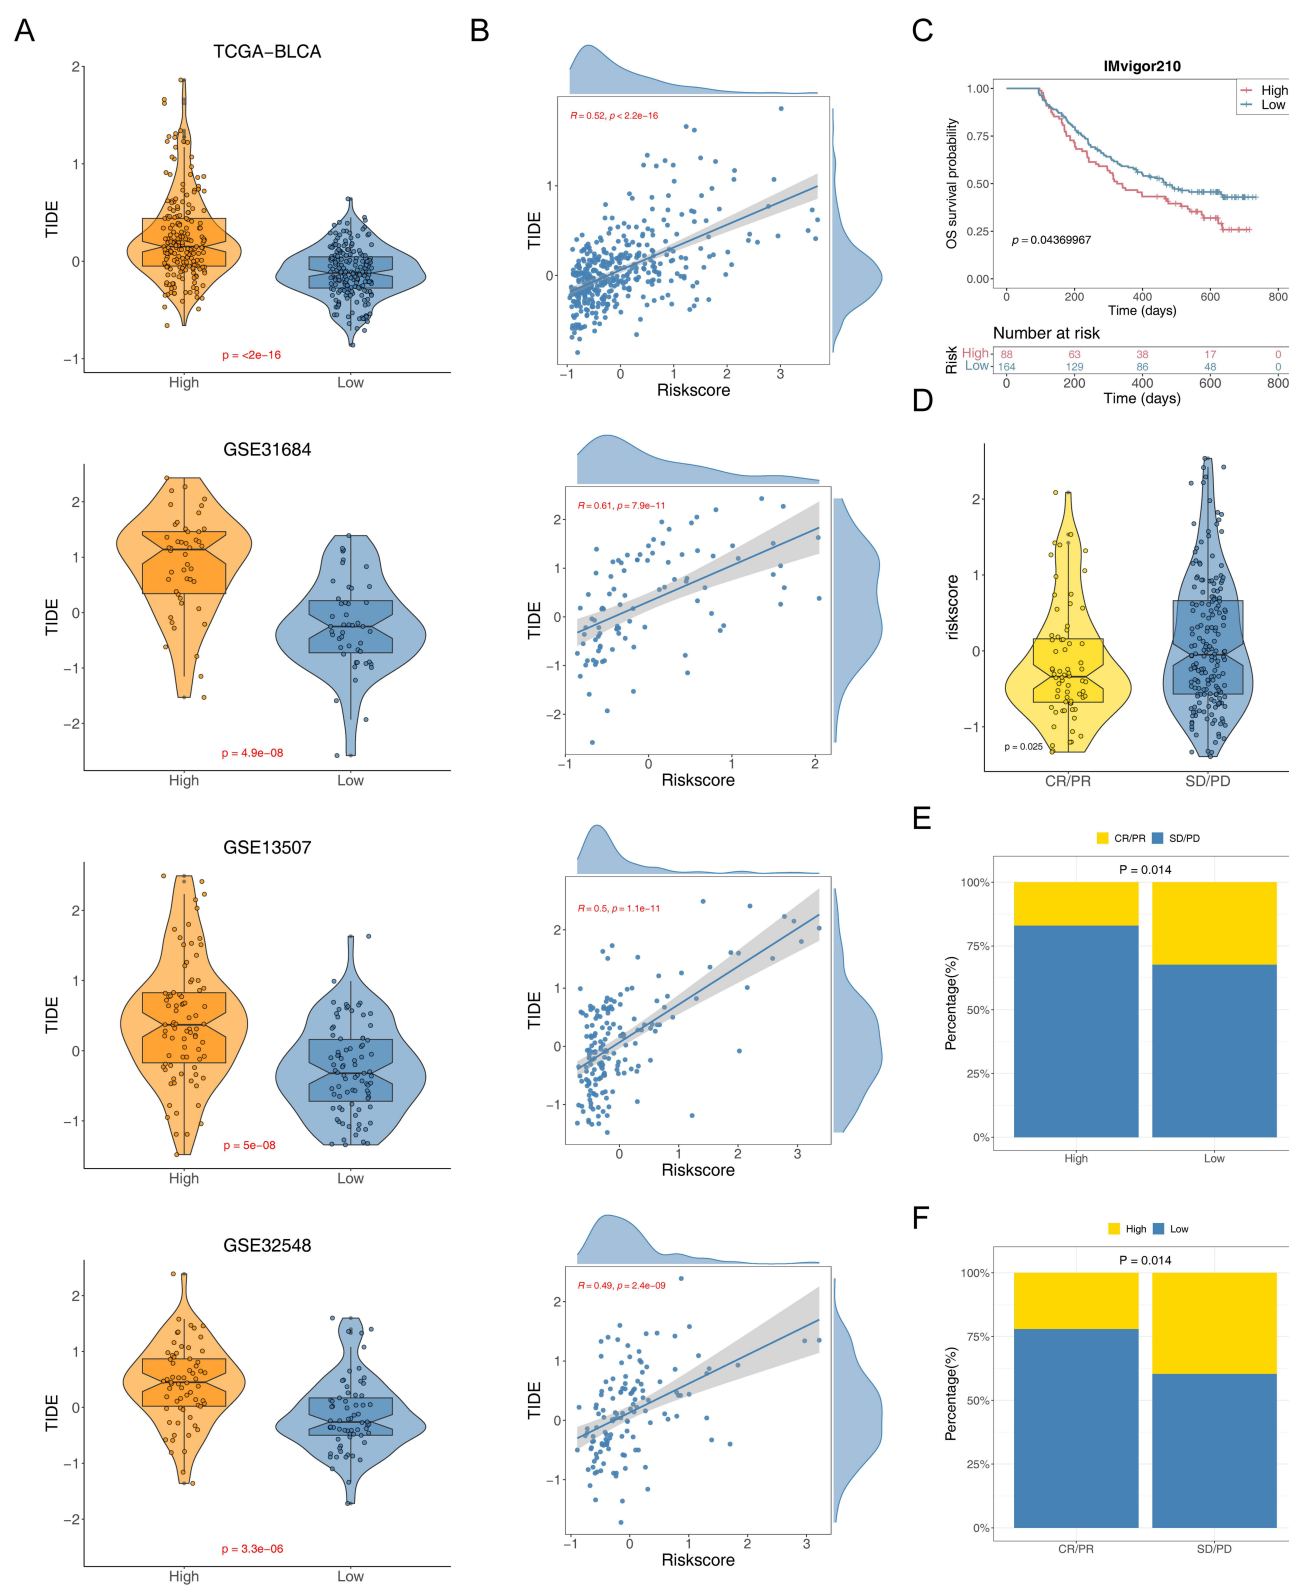 A
TCGA−BLCA
TIDE
2
1
0
−1
p = <2e−16
High
Low
GSE31684
TIDE
2
1
0
−1
−2
p = 4.9e−08
High
Low
GSE13507
TIDE
2
1
0
−1
p = 5e−08
High
Low
GSE32548
TIDE
2
1
0
−1
−2
p = 3.3e−06
High
Low
B
R = 0.52, p < 2.2e−16
TIDE
1
0
−1 0 1 2 3
Riskscore
R = 0.61, p = 7.9e−11
TIDE
2
1
0
−1
−2
−1 0 1 2
Riskscore
R = 0.5, p = 1.1e−11
TIDE
2
1
0
−1
0 1 2 3
Riskscore
R = 0.49, p = 2.4e−09
TIDE
2
1
0
−1
−1 0 1 2 3
Riskscore
C
IMvigor210
High
Low
OS survival probability
1.00
0.75
0.50
0.25
0.00
p = 0.04369967
0 200 400 600 800
Time (days)
Number at risk
Risk
High 88 63 38 17 0
Low 164 129 86 48 0
0 200 400 600 800
Time (days)
D
riskscore
2
1
0
−1
p = 0.025
CR/PR
SD/PD
E
CR/PR SD/PD
P = 0.014
Percentage(%)
100%
75%
50%
25%
0%
High
Low
F
High Low
P = 0.014
Percentage(%)
100%
75%
50%
25%
0%
CR/PR
SD/PD